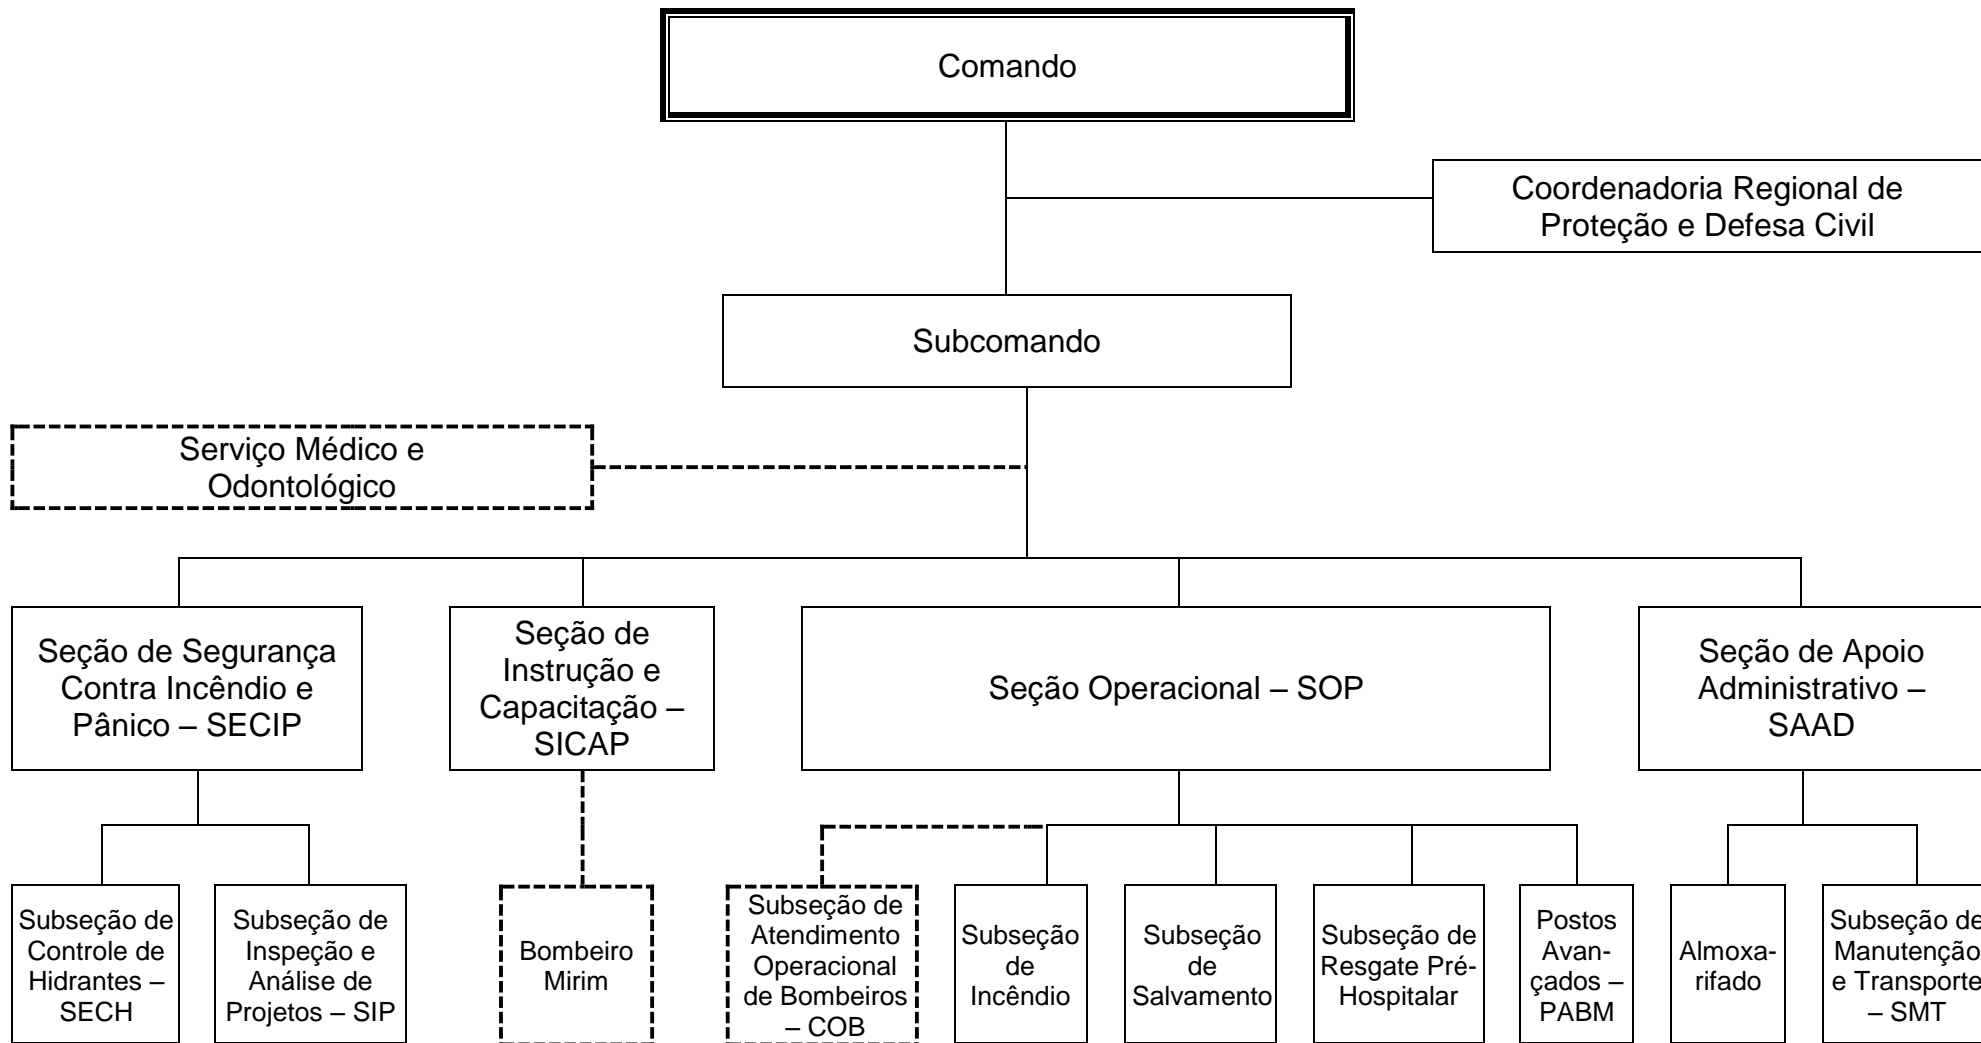 Comando
Coordenadoria Regional de
Proteção e Defesa Civil
Subcomando
Serviço Médico e
Odontológico
Seção de Segurança
Contra Incêndio e
Pânico – SECIP
Seção de
Instrução e
Capacitação –
SICAP
Seção Operacional – SOP
Seção de Apoio
Administrativo –
SAAD
Subseção de
Controle de
Hidrantes –
SECH
Subseção de
Inspeção e
Análise de
Projetos – SIP
Bombeiro
Mirim
Subseção de
Atendimento
Operacional
de Bombeiros
– COB
Subseção
de
Incêndio
Subseção
de
Salvamento
Subseção de
Resgate Pré-
Hospitalar
Postos
Avan-
çados –
PABM
Almoxa-
rifado
Subseção de
Manutenção
e Transporte
– SMT